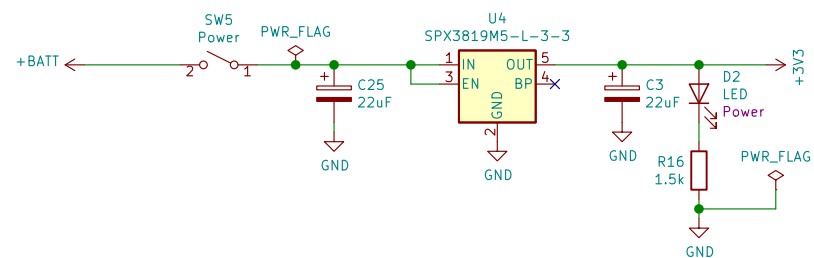 +BATT
SW5
Power
2
1
PWR_FLAG
+
C25
22uF
GND
U4
SPX3819M5-L-3-3
1
IN
3
EN
OUT
5
BP
4
GND
2
GND
+
C3
22uF
GND
D2
LED
Power
+3V3
R16
1.5k
PWR_FLAG
GND